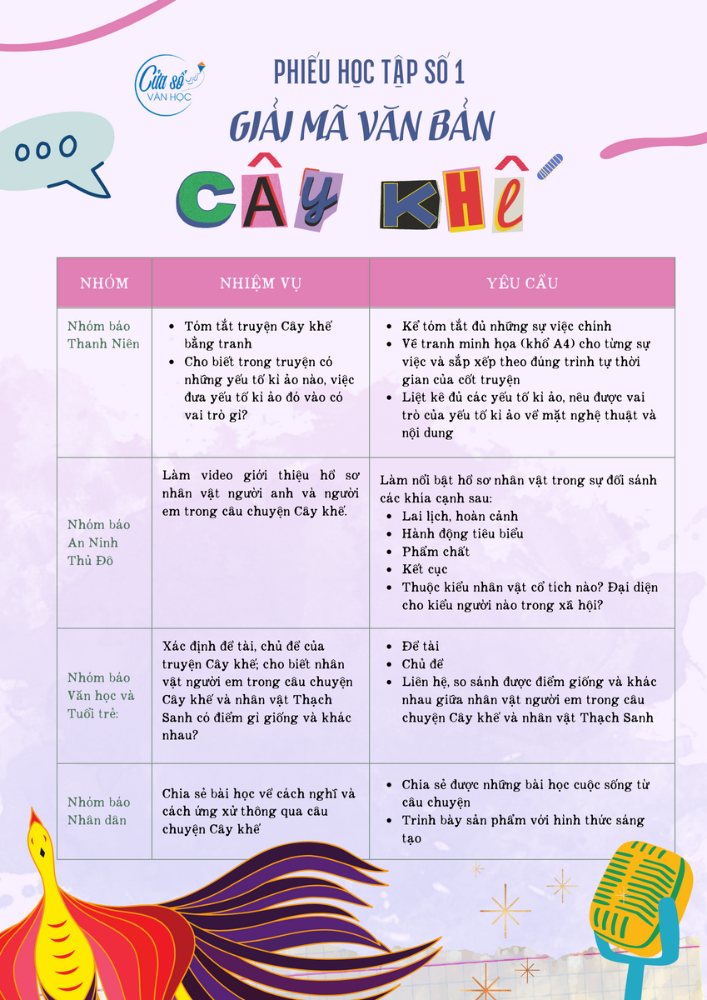 Cửa sổ
VĂN HỌC
PHIẾU HỌC TẬP SỐ 1
GIẢI MÃ VĂN BẢN
CÂY KHẾ
NHÓM
NHIỆM VỤ
YÊU CẦU
Nhóm báo
Thanh Niên
• Tóm tắt truyện Cây khế
bằng tranh
• Cho biết trong truyện có
những yếu tố kì ảo nào, việc
đưa yếu tố kì ảo đó vào có
vai trò gì?
• Kể tóm tắt đủ những sự việc chính
• Vẽ tranh minh họa (khổ A4) cho từng sự
việc và sắp xếp theo đúng trình tự thời
gian của cốt truyện
• Liệt kê đủ các yếu tố kì ảo, nêu được vai
trò của yếu tố kì ảo về mặt nghệ thuật và
nội dung
Nhóm báo
An Ninh
Thủ Đô
Làm video giới thiệu hồ sơ
nhân vật người anh và người
em trong câu chuyện Cây khế.
Làm nổi bật hồ sơ nhân vật trong sự đối sánh
các khía cạnh sau:
• Lai lịch, hoàn cảnh
• Hành động tiêu biểu
• Phẩm chất
• Kết cục
• Thuộc kiểu nhân vật cổ tích nào? Đại diện
cho kiểu người nào trong xã hội?
Nhóm báo
Văn học và
Tuổi trẻ:
Xác định đề tài, chủ đề của
truyện Cây khế; cho biết nhân
vật người em trong câu chuyện
Cây khế và nhân vật Thạch
Sanh có điểm gì giống và khác
nhau?
• Đề tài
• Chủ đề
• Liên hệ, so sánh được điểm giống và khác
nhau giữa nhân vật người em trong câu
chuyện Cây khế và nhân vật Thạch Sanh
Nhóm báo
Nhân dân
Chia sẻ bài học về cách nghĩ và
cách ứng xử thông qua câu
chuyện Cây khế
• Chia sẻ được những bài học cuộc sống từ
câu chuyện
• Trình bày sản phẩm với hình thức sáng
tạo